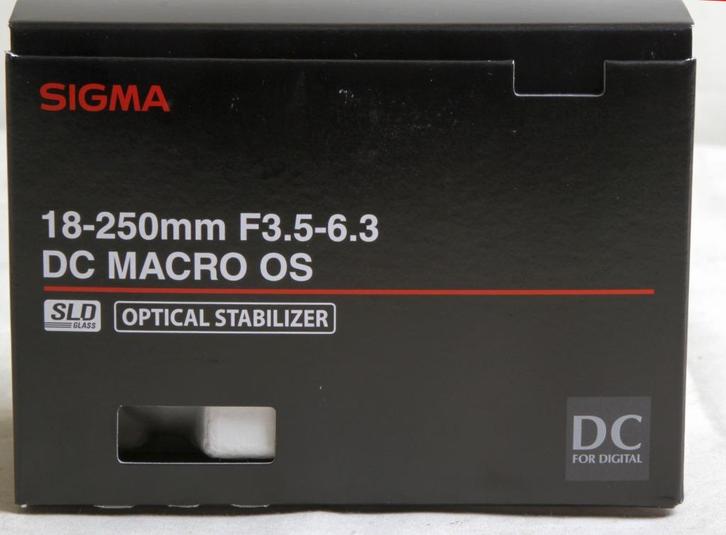 SIGMA
18-250mm F3.5-6.3
DC MACRO OS
SLD
GLASS
OPTICAL STABILIZER
DC
FOR DIGITAL